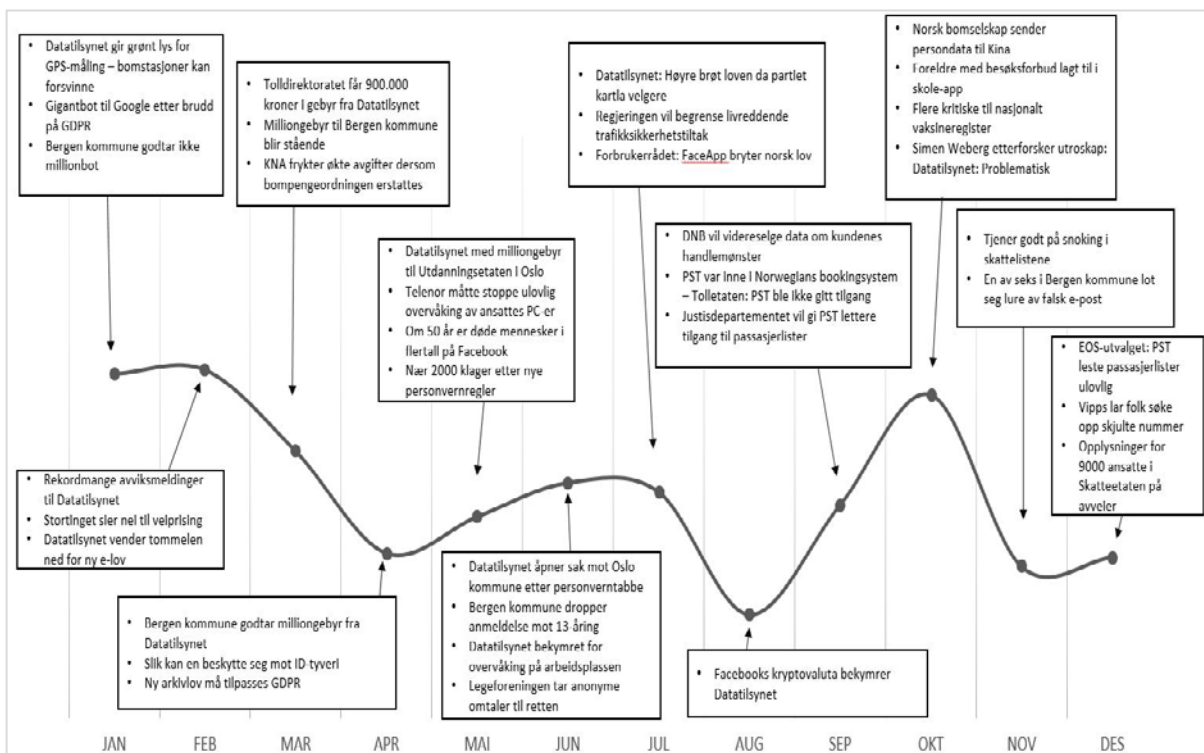 • Datatilsynet gir grønt lys for
GPS-måling – bomstasjoner kan
forsvinne
• Gigantbot til Google etter brudd
på GDPR
• Bergen kommune godtar ikke
millionbot
• Rekordmange avviksmeldinger
til Datatilsynet
• Stortinget sier nei til veiprising
• Datatilsynet vender tommelen
ned for ny e-lov
• Tolldirektoratet får 900.000
kroner i gebyr fra Datatilsynet
• Milliongebyr til Bergen kommune
blir stående
• KNA frykter økte avgifter dersom
bompengeordningen erstattes
• Bergen kommune godtar milliongebyr fra
Datatilsynet
• Slik kan en beskytte seg mot ID-tyveri
• Ny arkivlov må tilpasses GDPR
• Datatilsynet med milliongebyr
til Utdanningsetaten i Oslo
• Telenor måtte stoppe ulovlig
overvåking av ansattes PC-er
• Om 50 år er døde mennesker i
flertall på Facebook
• Nær 2000 klager etter nye
personvernregler
• Datatilsynet åpner sak mot Oslo
kommune etter personverntabbe
• Bergen kommune dropper
anmeldelse mot 13-åring
• Datatilsynet bekymret for
overvåking på arbeidsplassen
• Legeforeningen tar anonyme
omtaler til retten
• Datatilsynet: Høyre brøt loven da partiet
kartla velgere
• Regjeringen vil begrense livreddende
trafikksikkerhetstiltak
• Forbrukerrådet: FaceApp bryter norsk lov
• Facebooks kryptovaluta bekymrer
Datatilsynet
• DNB vil videreselge data om kundenes
handlemønster
• PST var inne i Norwegians bookingsystem
– Tolletaten: PST ble ikke gitt tilgang
• Justisdepartementet vil gi PST lettere
tilgang til passasjerlister
• Norsk bomselskap sender
persondata til Kina
• Foreldre med besøksforbud lagt til i
skole-app
• Flere kritiske til nasjonalt
vaksineregister
• Simen Weberg etterforsker utroskap:
Datatilsynet: Problematisk
• Tjener godt på snoking i
skattelistene
• En av seks i Bergen kommune lot
seg lure av falsk e-post
• EOS-utvalget: PST
leste passasjerlister
ulovlig
• Vipps lar folk søke
opp skjulte nummer
• Opplysninger for
9000 ansatte i
Skatteetaten på
avveier
JAN FEB MAR APR MAI JUN JUL AUG SEP OKT NOV DES